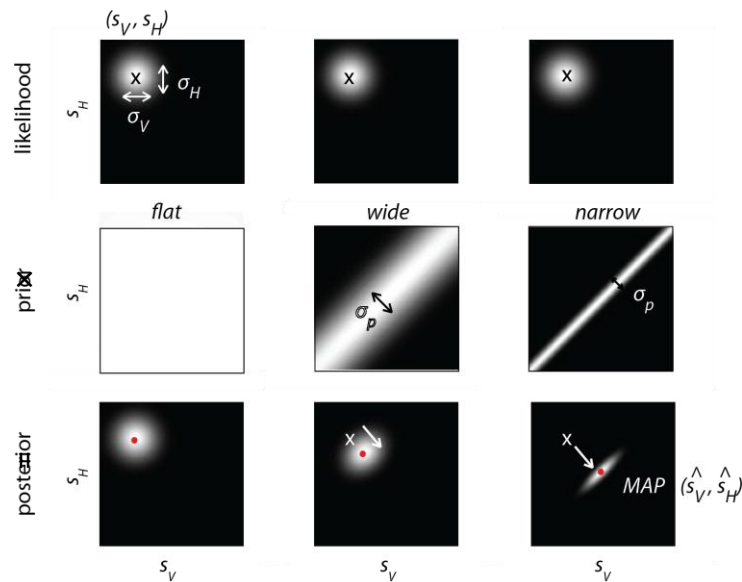 (s_V, s_H)
likelihood
s_H
x
σ_H
σ_V
x
x
flat
wide
narrow
x
prior
s_H
σ_p
σ_p
=
posterior
s_H
x
x
MAP
(ŝ_V, ŝ_H)
s_V
s_V
s_V